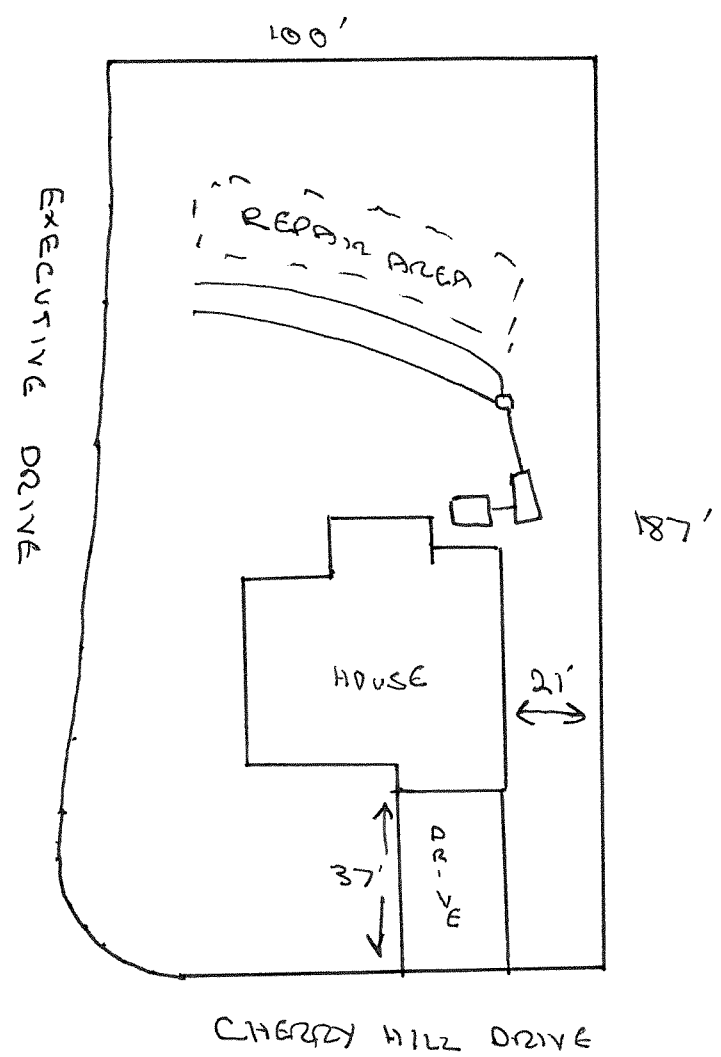 100'
EXECUTIVE DRIVE
REPAIR AREA
187'
HOUSE
21'
37'
DRIVE
CHERRY HILL DRIVE